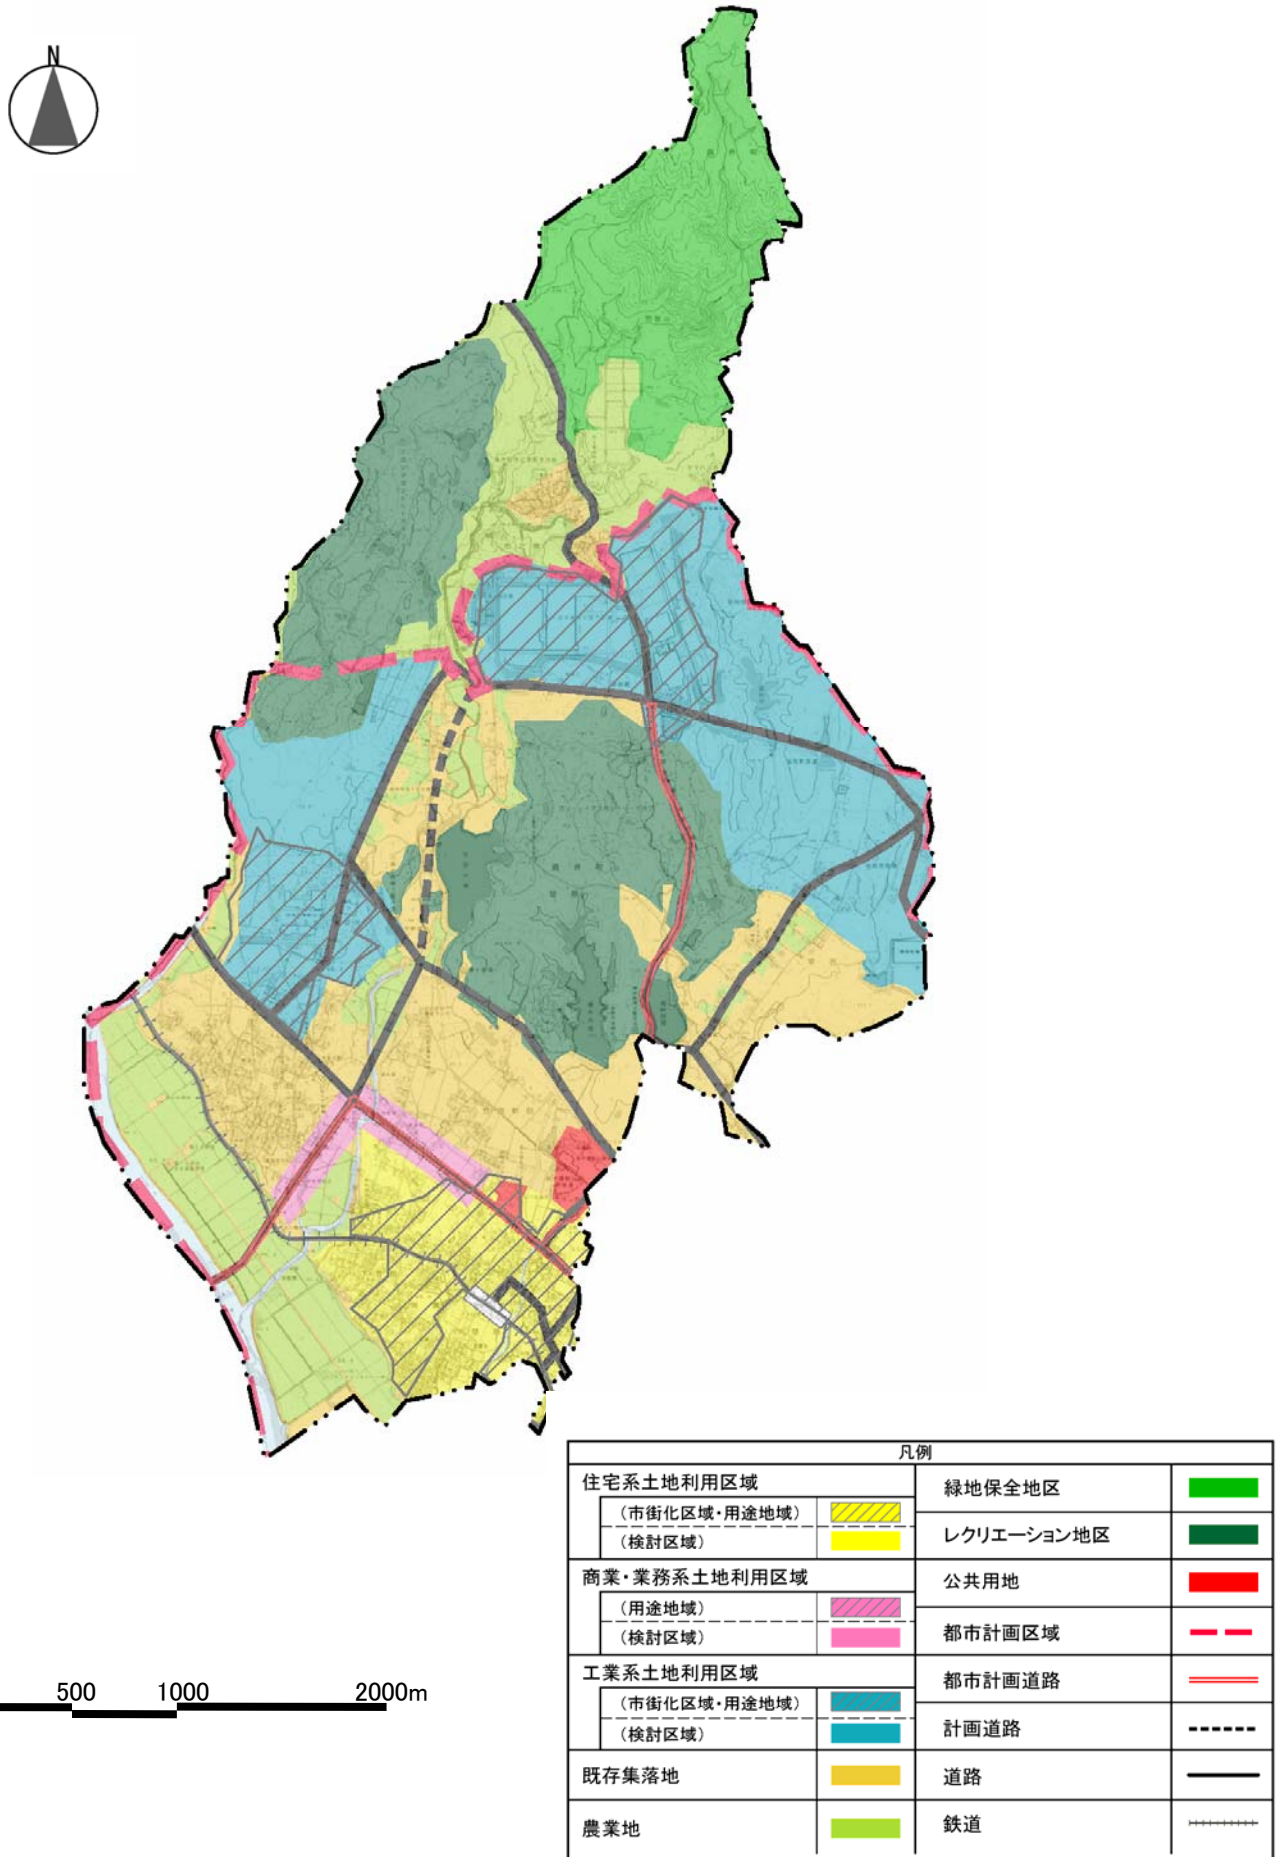 N
凡例
住宅系土地利用区域
（市街化区域・用途地域）
（検討区域）
商業・業務系土地利用区域
（用途地域）
（検討区域）
工業系土地利用区域
（市街化区域・用途地域）
（検討区域）
既存集落地
農業地
緑地保全地区
レクリエーション地区
公共用地
都市計画区域
都市計画道路
計画道路
道路
鉄道
500 1000 2000m